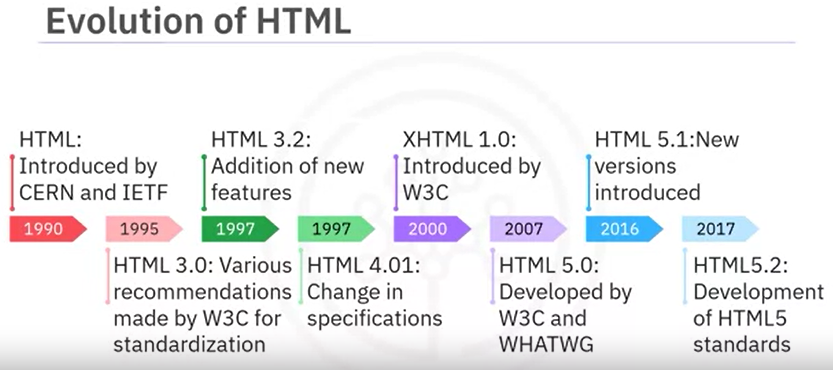 Evolution of HTML
HTML:
Introduced by
CERN and IETF
HTML 3.2:
Addition of new
features
XHTML 1.0:
Introduced by
W3C
HTML 5.1:New
versions
introduced
1990
1995
1997
1997
2000
2007
2016
2017
HTML 3.0: Various
recommendations
made by W3C for
standardization
HTML 4.01:
Change in
specifications
HTML 5.0:
Developed by
W3C and
WHATWG
HTML5.2:
Development
of HTML5
standards